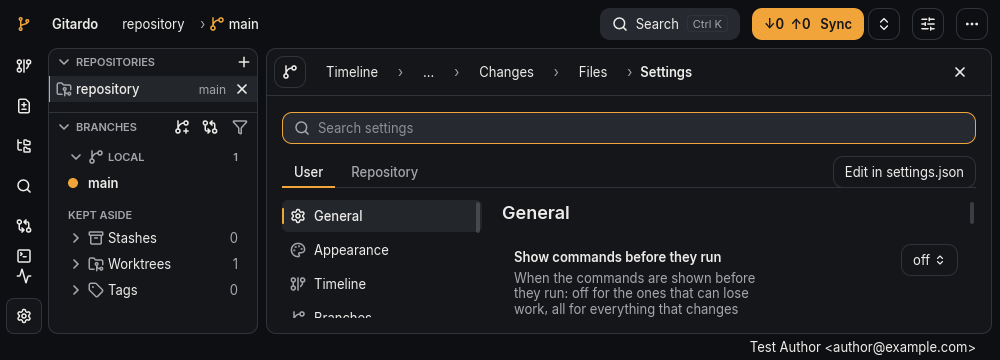 Gitardo
repository › main
Search Ctrl K
↓0 ↑0 Sync
REPOSITORIES
repository main
BRANCHES
LOCAL 1
main
KEPT ASIDE
Stashes 0
Worktrees 1
Tags 0
Timeline › ... › Changes › Files › Settings
Search settings
User Repository
Edit in settings.json
General
Appearance
Timeline
Branches
General
Show commands before they run
off
When the commands are shown before
they run: off for the ones that can lose
work, all for everything that changes
Test Author <author@example.com>